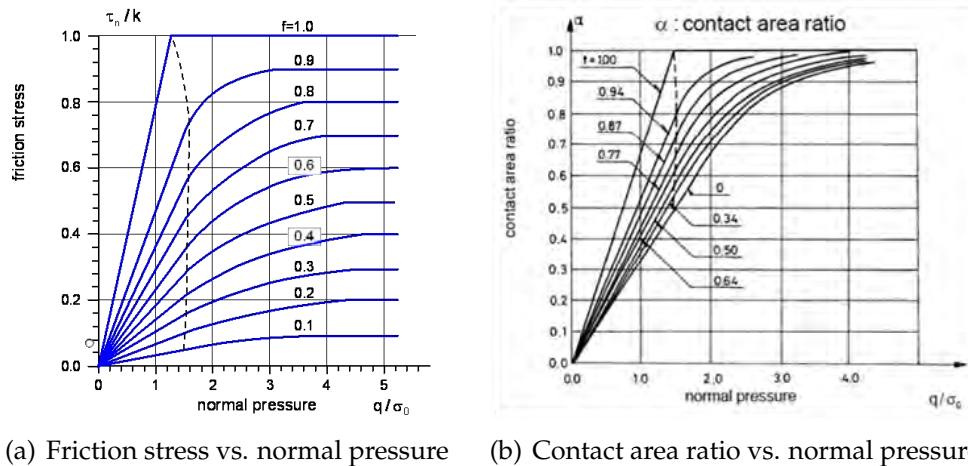 τn/k
f=1.0
1.0
0.9
0.8
0.8
0.7
0.6
0.6
0.5
0.4
0.4
0.3
0.2
0.2
0.1
0.0
0 1 2 3 4 5
friction stress
normal pressure
q/σ0
α
α : contact area ratio
1.0
f=1.00
0.9
0.94
0.8
0.87
0.7
0.77
0.6
0
0.5
0.34
0.4
0.50
0.3
0.64
0.2
0.1
0.0
0.0 1.0 2.0 3.0 4.0
contact area ratio
normal pressure
q/σ0
(a) Friction stress vs. normal pressure
(b) Contact area ratio vs. normal pressur